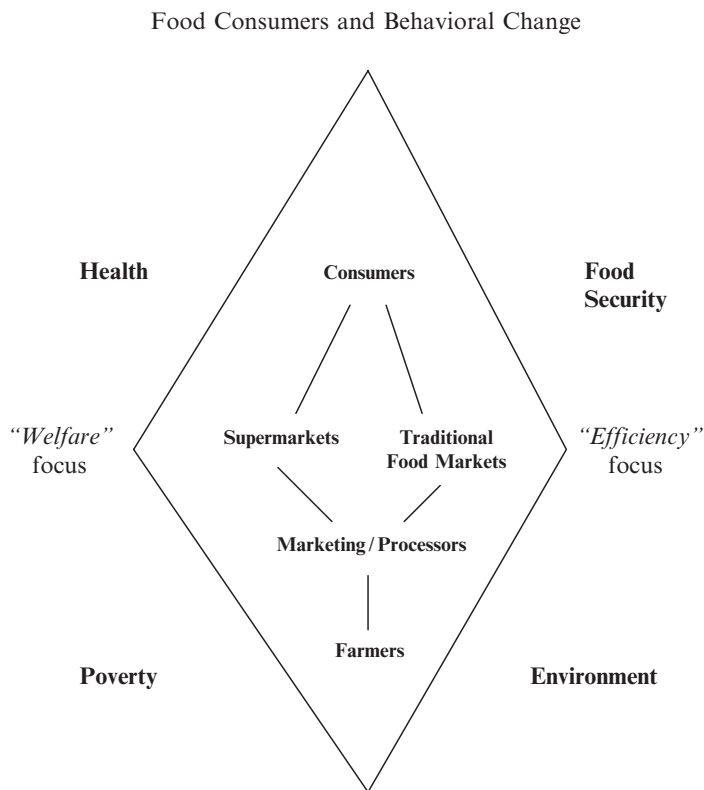 Food Consumers and Behavioral Change
Health
Consumers
Food
Security
"Welfare"
focus
Supermarkets
Traditional
Food Markets
"Efficiency"
focus
Marketing/Processors
Farmers
Poverty
Environment